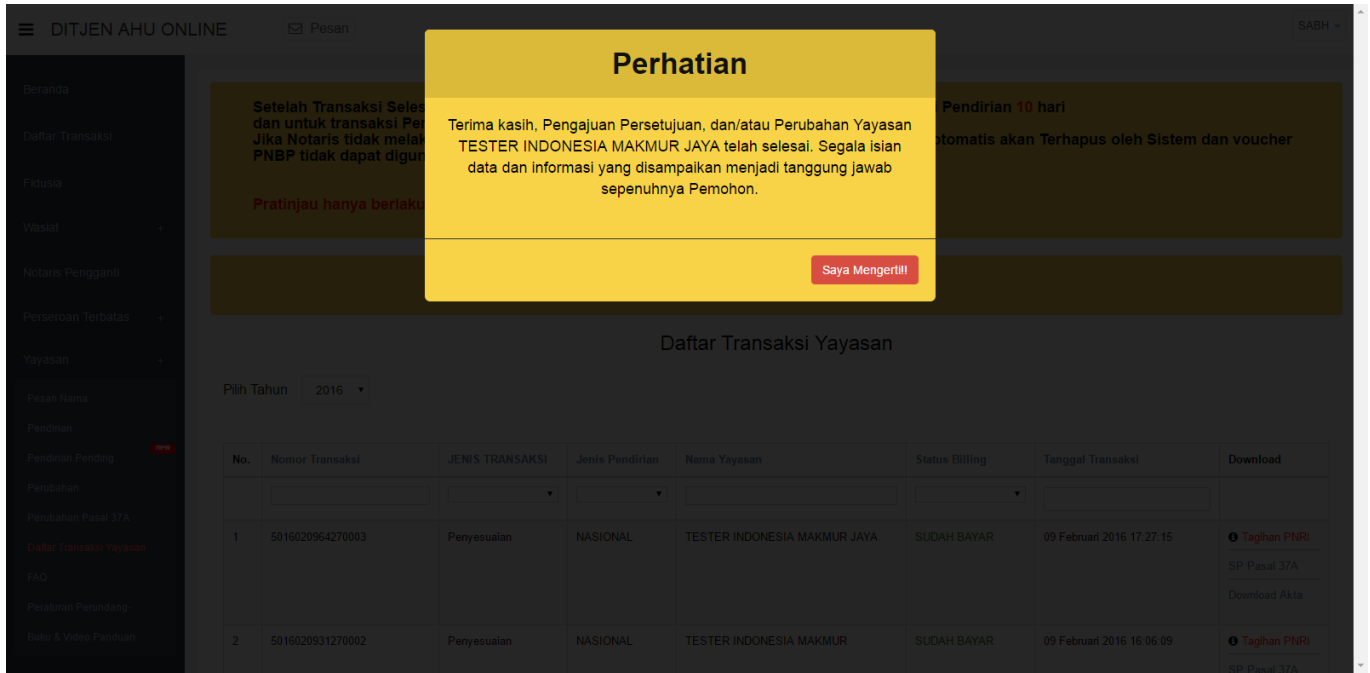 DITJEN AHU ONLINE
Pesan
SABH
Perhatian
Terima kasih, Pengajuan Persetujuan, dan/atau Perubahan Yayasan
TESTER INDONESIA MAKMUR JAYA telah selesai. Segala isian
data dan informasi yang disampaikan menjadi tanggung jawab
sepenuhnya Pemohon.
Saya Mengerti!!
Beranda
Daftar Transaksi
Fidusia
Wasiat +
Notaris Pengganti
Perseroan Terbatas +
Yayasan +
Pesan Nama
Pendirian
Pendirian Pending
Perubahan
Perubahan Pasal 37A
Daftar Transaksi Yayasan
FAQ
Peraturan Perundang-
Buku & Video Panduan
Setelah Transaksi Seles Pendirian 10 hari
dan untuk transaksi Per
Jika Notaris tidak melak otomatis akan Terhapus oleh Sistem dan voucher
PNBP tidak dapat digun
Pratinjau hanya berlaku
Daftar Transaksi Yayasan
Pilih Tahun 2016
No. Nomor Transaksi JENIS TRANSAKSI Jenis Pendirian Nama Yayasan Status Billing Tanggal Transaksi Download
1 5016020964270003 Penyesuaian NASIONAL TESTER INDONESIA MAKMUR JAYA SUDAH BAYAR 09 Februari 2016 17:27:15 Tagihan PNRI
SP Pasal 37A
Download Akta
2 5016020931270002 Penyesuaian NASIONAL TESTER INDONESIA MAKMUR SUDAH BAYAR 09 Februari 2016 16:06:09 Tagihan PNRI
SP Pasal 37A